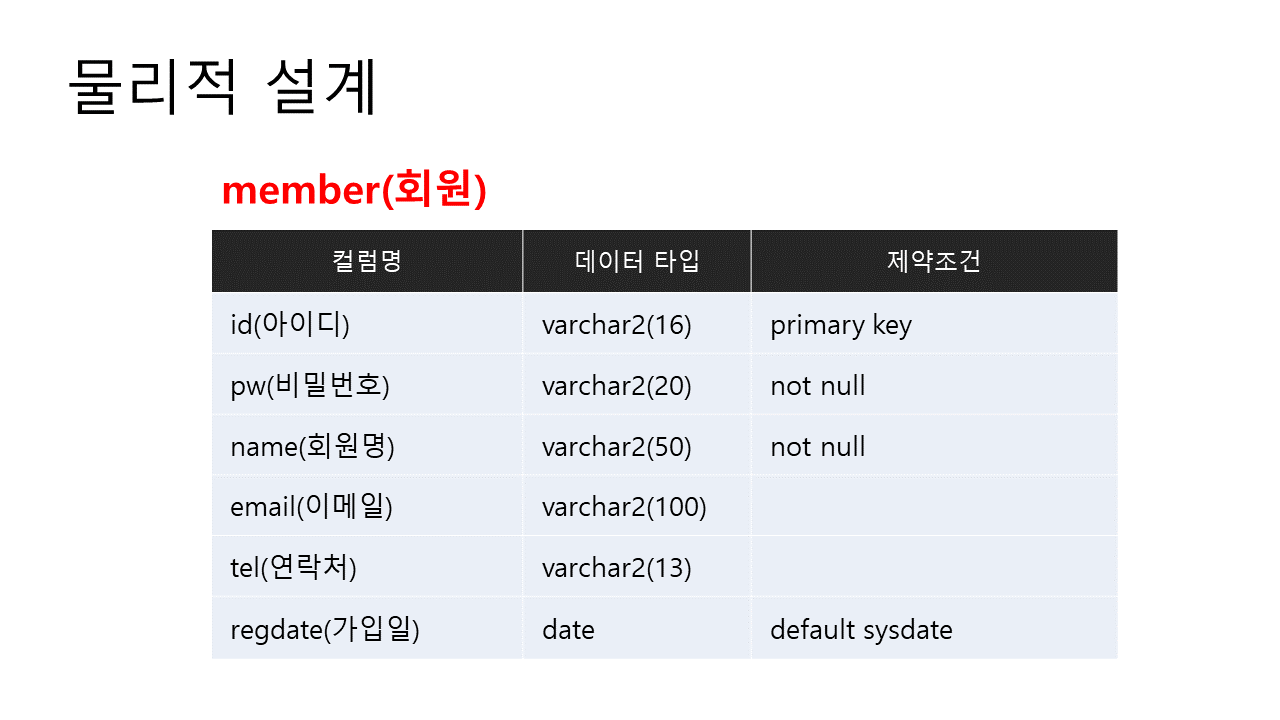 물리적 설계
member(회원)
컬럼명 데이터 타입 제약조건
id(아이디) varchar2(16) primary key
pw(비밀번호) varchar2(20) not null
name(회원명) varchar2(50) not null
email(이메일) varchar2(100)
tel(연락처) varchar2(13)
regdate(가입일) date default sysdate